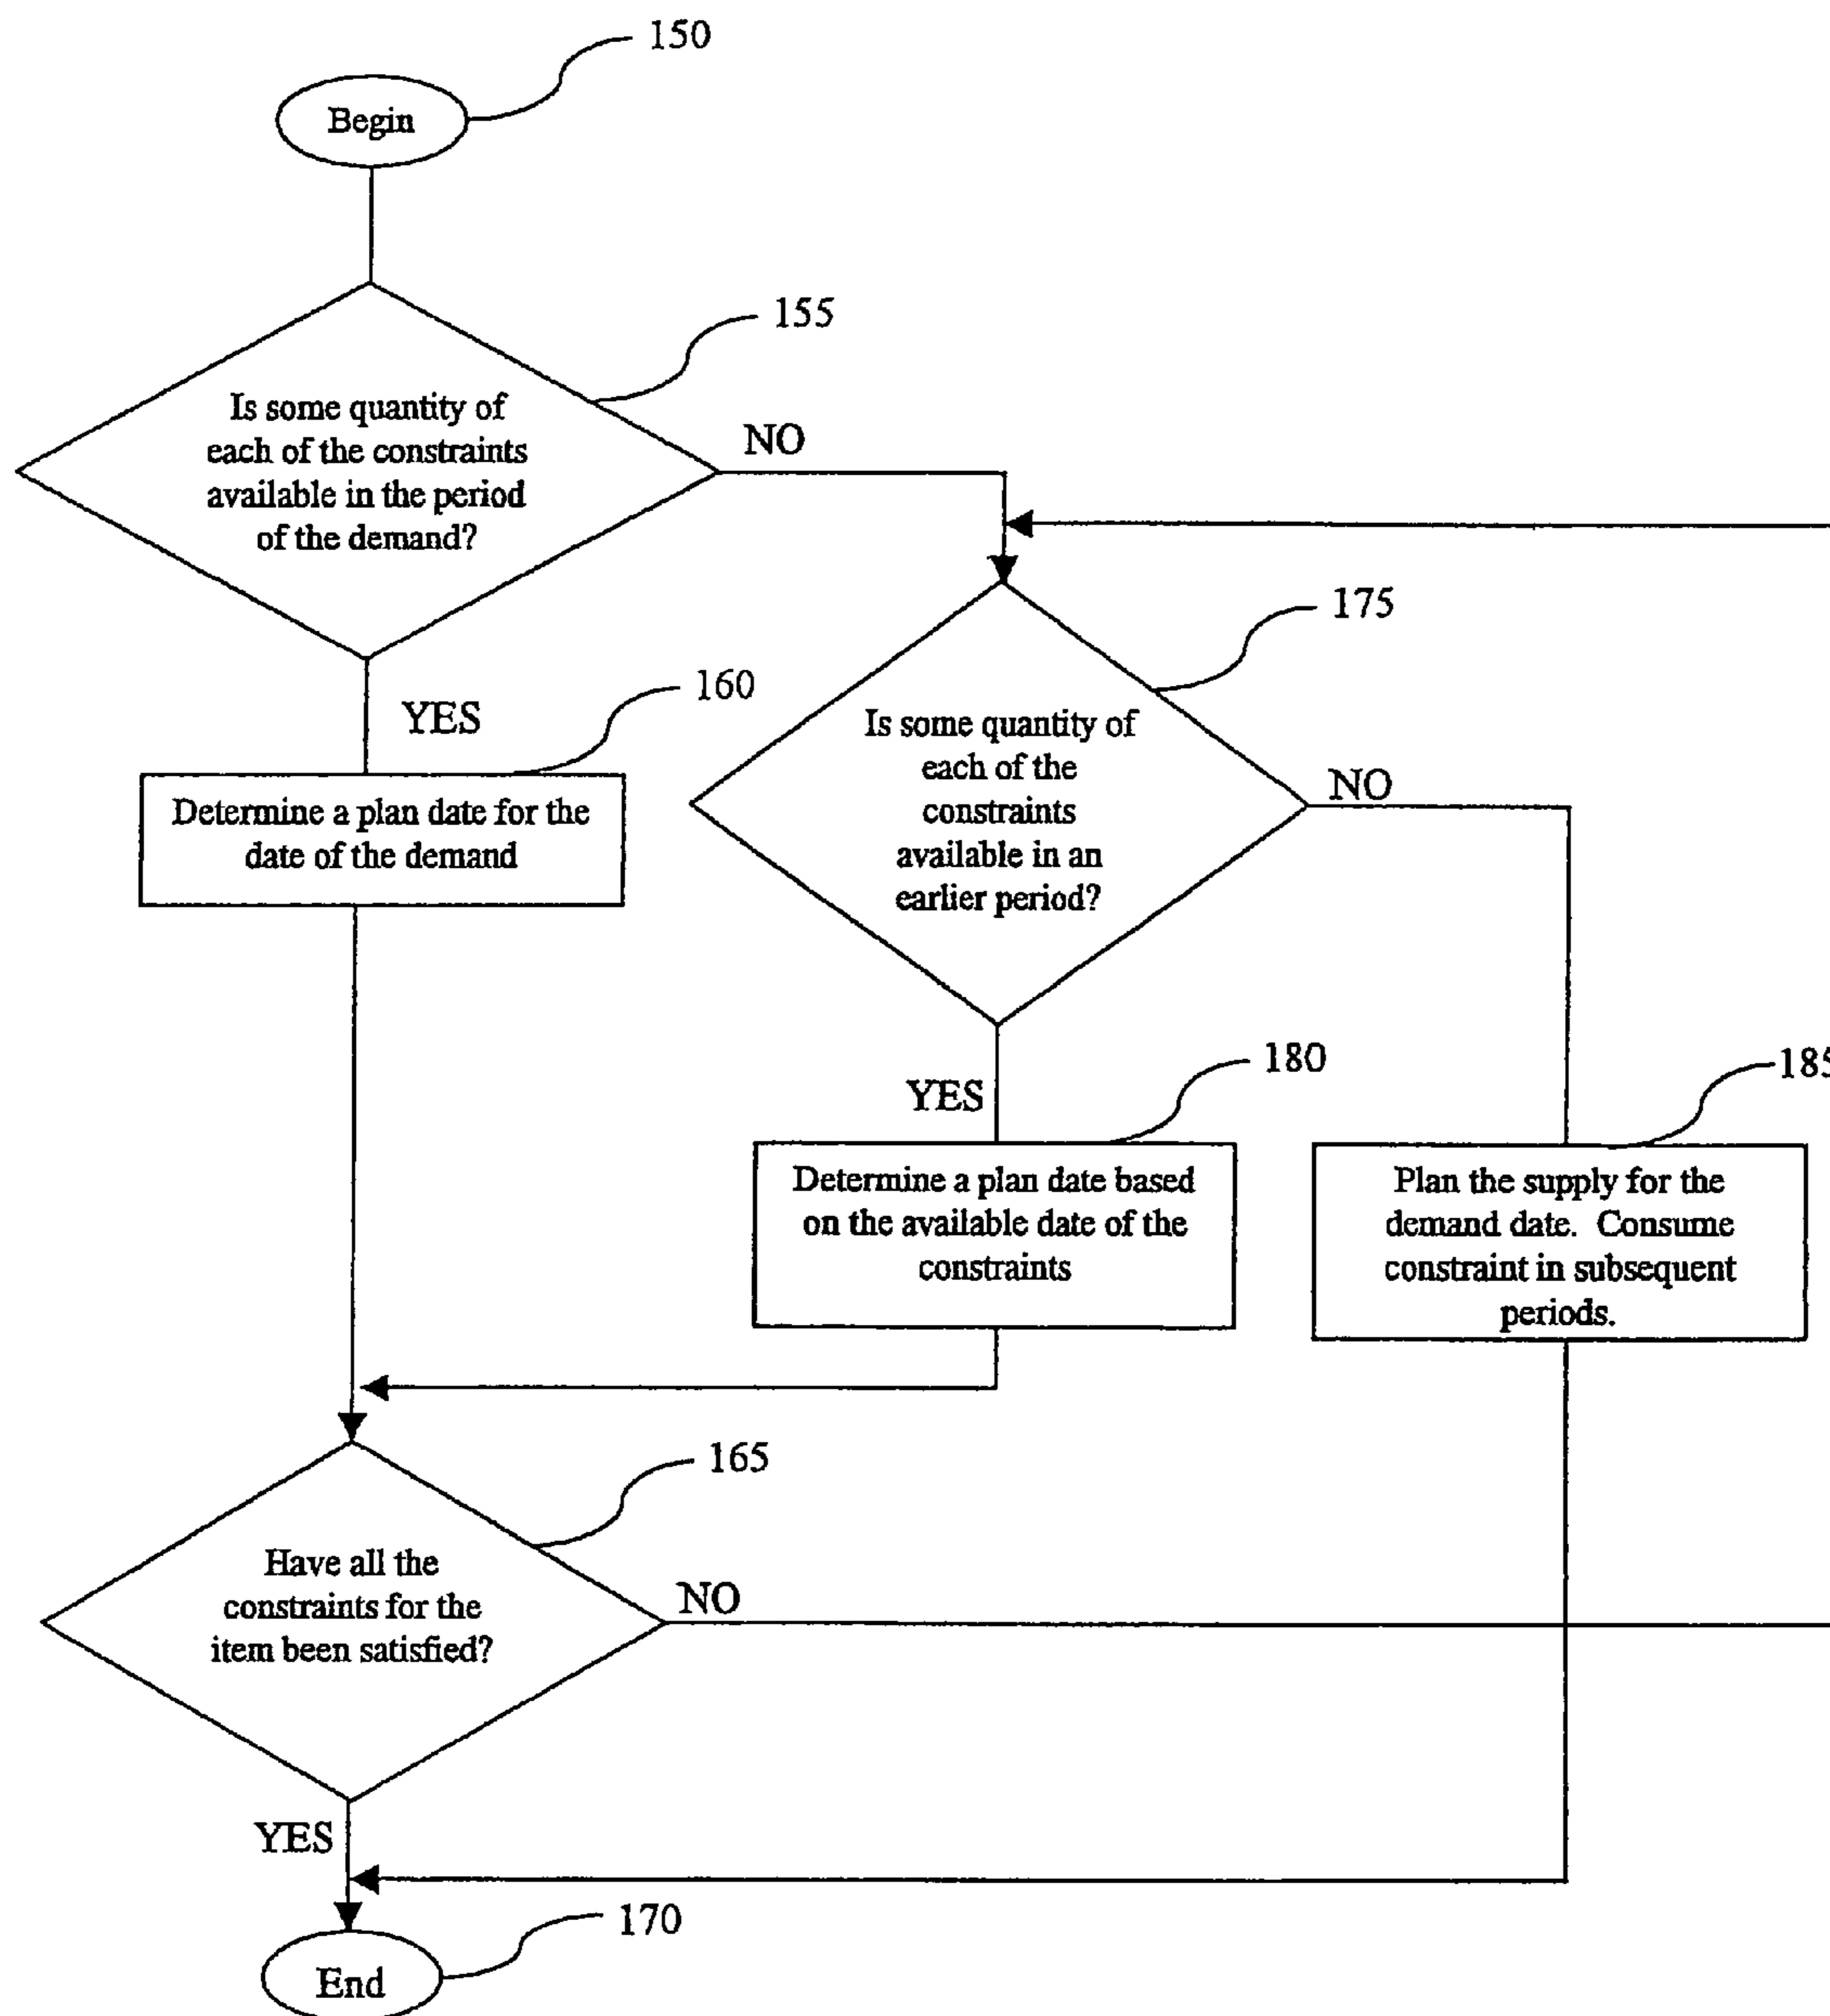 150
Begin
155
Is some quantity of
each of the constraints
available in the period
of the demand?
NO
YES
160
Determine a plan date for the
date of the demand
175
Is some quantity of
each of the
constraints
available in an
earlier period?
NO
YES
180
Determine a plan date based
on the available date of the
constraints
185
Plan the supply for the
demand date. Consume
constraint in subsequent
periods.
165
Have all the
constraints for the
item been satisfied?
NO
YES
170
End